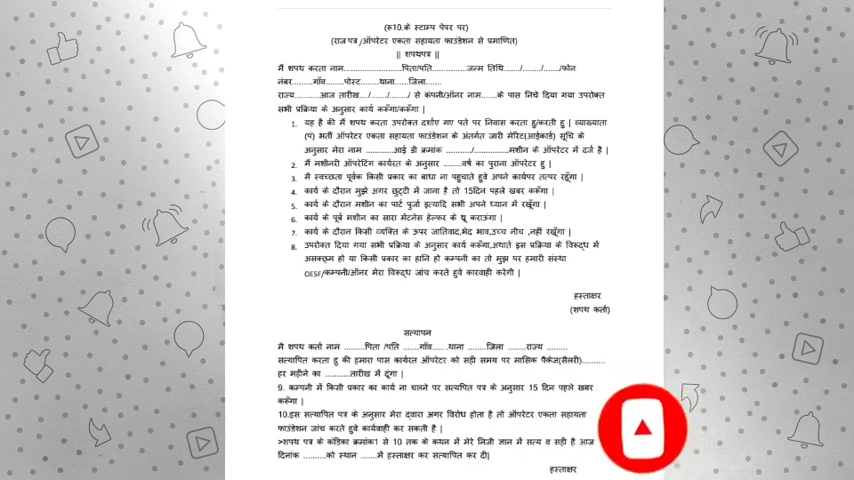 (रू10.के स्टाम्प पेपर पर)
(राज पत्र /ऑपरेटर एकता सहायता फाउंडेशन से प्रमाणित)
|| शपथपत्र ||
मैं शपथ करता नाम....................पिता/पति..............जन्म तिथि....../......./......./फोन
नंबर........गाँव.......पोस्ट......थाना......जिला.......
राज्य...........आज तारीख..../......./......./ से कंपनी/ऑनर नाम......के पास निचे दिया गया उपरोक्त
सभी प्रक्रिया के अनुसार कार्य करूँगा/करूँगा |
1. यह है की मैं शपथ करता उपरोक्त दर्शाए गए पते पर निवास करता हु/करती हु | व्याख्याता
(पं) भर्ती ऑपरेटर एकता सहायता फाउंडेशन के अंतर्गत जारी मेरिट(आईकार्ड) सूचि के
अनुसार मेरा नाम ...........आई डी क्रमांक ............/..............मशीन के ऑपरेटर में दर्ज है |
2. मैं मशीनरी ऑपरेटिंग कार्यरत के अनुसार ........वर्ष का पुराना ऑपरेटर हु |
3. मैं स्वच्छता पूर्वक किसी प्रकार का बाधा ना पहुचाते हुवे अपने कार्यपर तत्पर रहूँगा |
4. कार्य के दौरान मुझे अगर छुट्टी में जाना है तो 15दिन पहले खबर करूँगा |
5. कार्य के दौरान मशीन का पार्ट पुर्जा इत्यादि सभी अपने ध्यान में रखूँगा |
6. कार्य के पूर्व मशीन का सारा मेंटनेस हेल्फर के थ्रू कराऊंगा |
7. कार्य के दौरान किसी व्यक्ति के ऊपर जातिवाद,भेद भाव,उच्च नीच ,नहीं रखूँगा |
8. उपरोक्त दिया गया सभी प्रक्रिया के अनुसार कार्य करूँगा,अथार्त इस प्रक्रिया के विरूद्ध में
असक्छम हो या किसी प्रकार का हानि हो कम्पनी का तो मुझ पर हमारी संस्था
OESF/कम्पनी/ऑनर मेरा विरूद्ध जांच करते हुवे कारवाही करेगी |
हस्ताक्षर
(शपथ कर्ता)
सत्यापन
मै शपथ कर्ता नाम .........पिता /पति .......गाँव.......थाना ........जिला ........राज्य .........
सत्यापित करता हु की हमारा पास कार्यरत ऑपरेटर को सही समय पर मासिक पैकेज(सैलरी)..........
हर महीने का ...........तारीख में दूंगा |
9. कम्पनी में किसी प्रकार का कार्य ना चलने पर सत्यपित पत्र के अनुसार 15 दिन पहले खबर
करूँगा |
10.इस सत्यापित पत्र के अनुसार मेरा द्वारा अगर विरोध होता है तो ऑपरेटर एकता सहायता
फाउंडेशन जांच करते हुवे कार्यवाही कर सकती है |
>शपथ पत्र के कंडिका क्रमांक1 से 10 तक के कथन में मेरे निजी ज्ञान में सत्य व सही है आज
दिनांक ..........को स्थान .......में हस्ताक्षर कर सत्यापित कर दी|
हस्ताक्षर